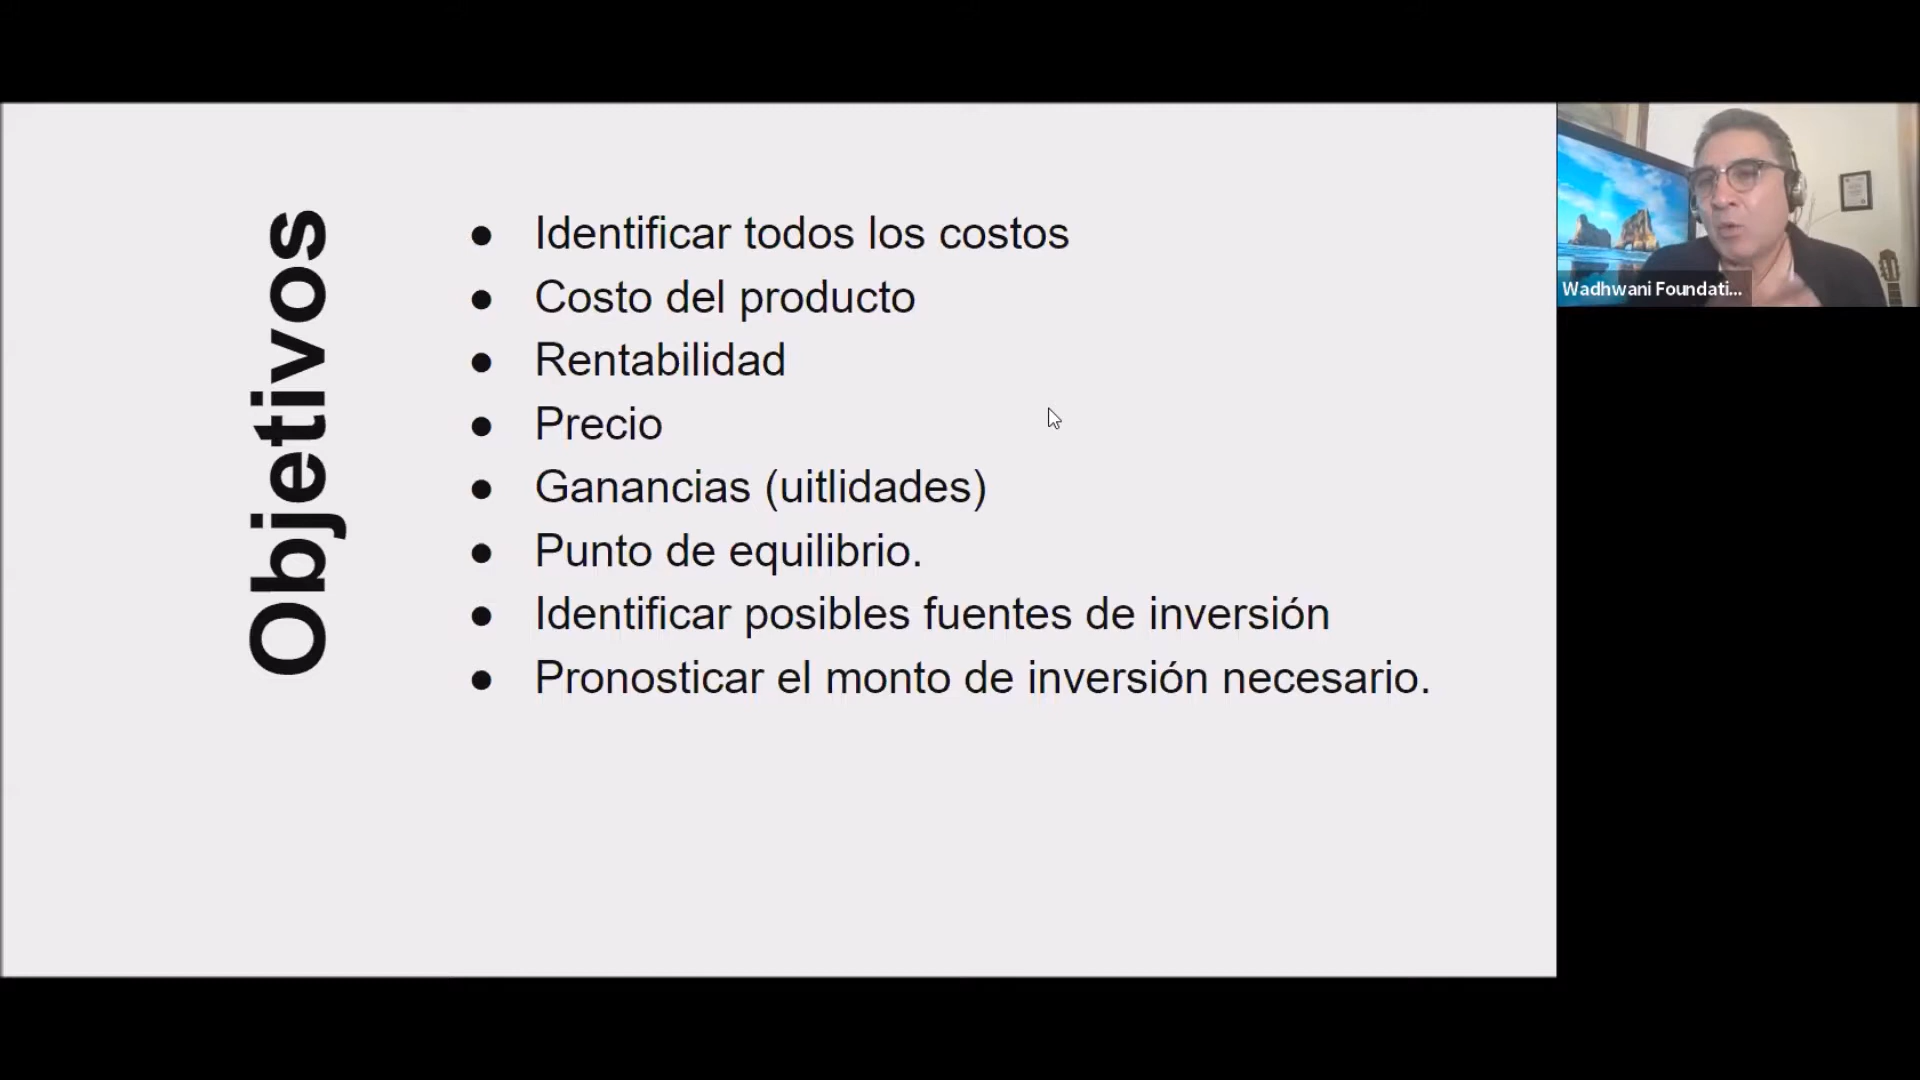 Objetivos
● Identificar todos los costos
● Costo del producto
● Rentabilidad
● Precio
● Ganancias (uitlidades)
● Punto de equilibrio.
● Identificar posibles fuentes de inversión
● Pronosticar el monto de inversión necesario.
Wadhwani Foundati...